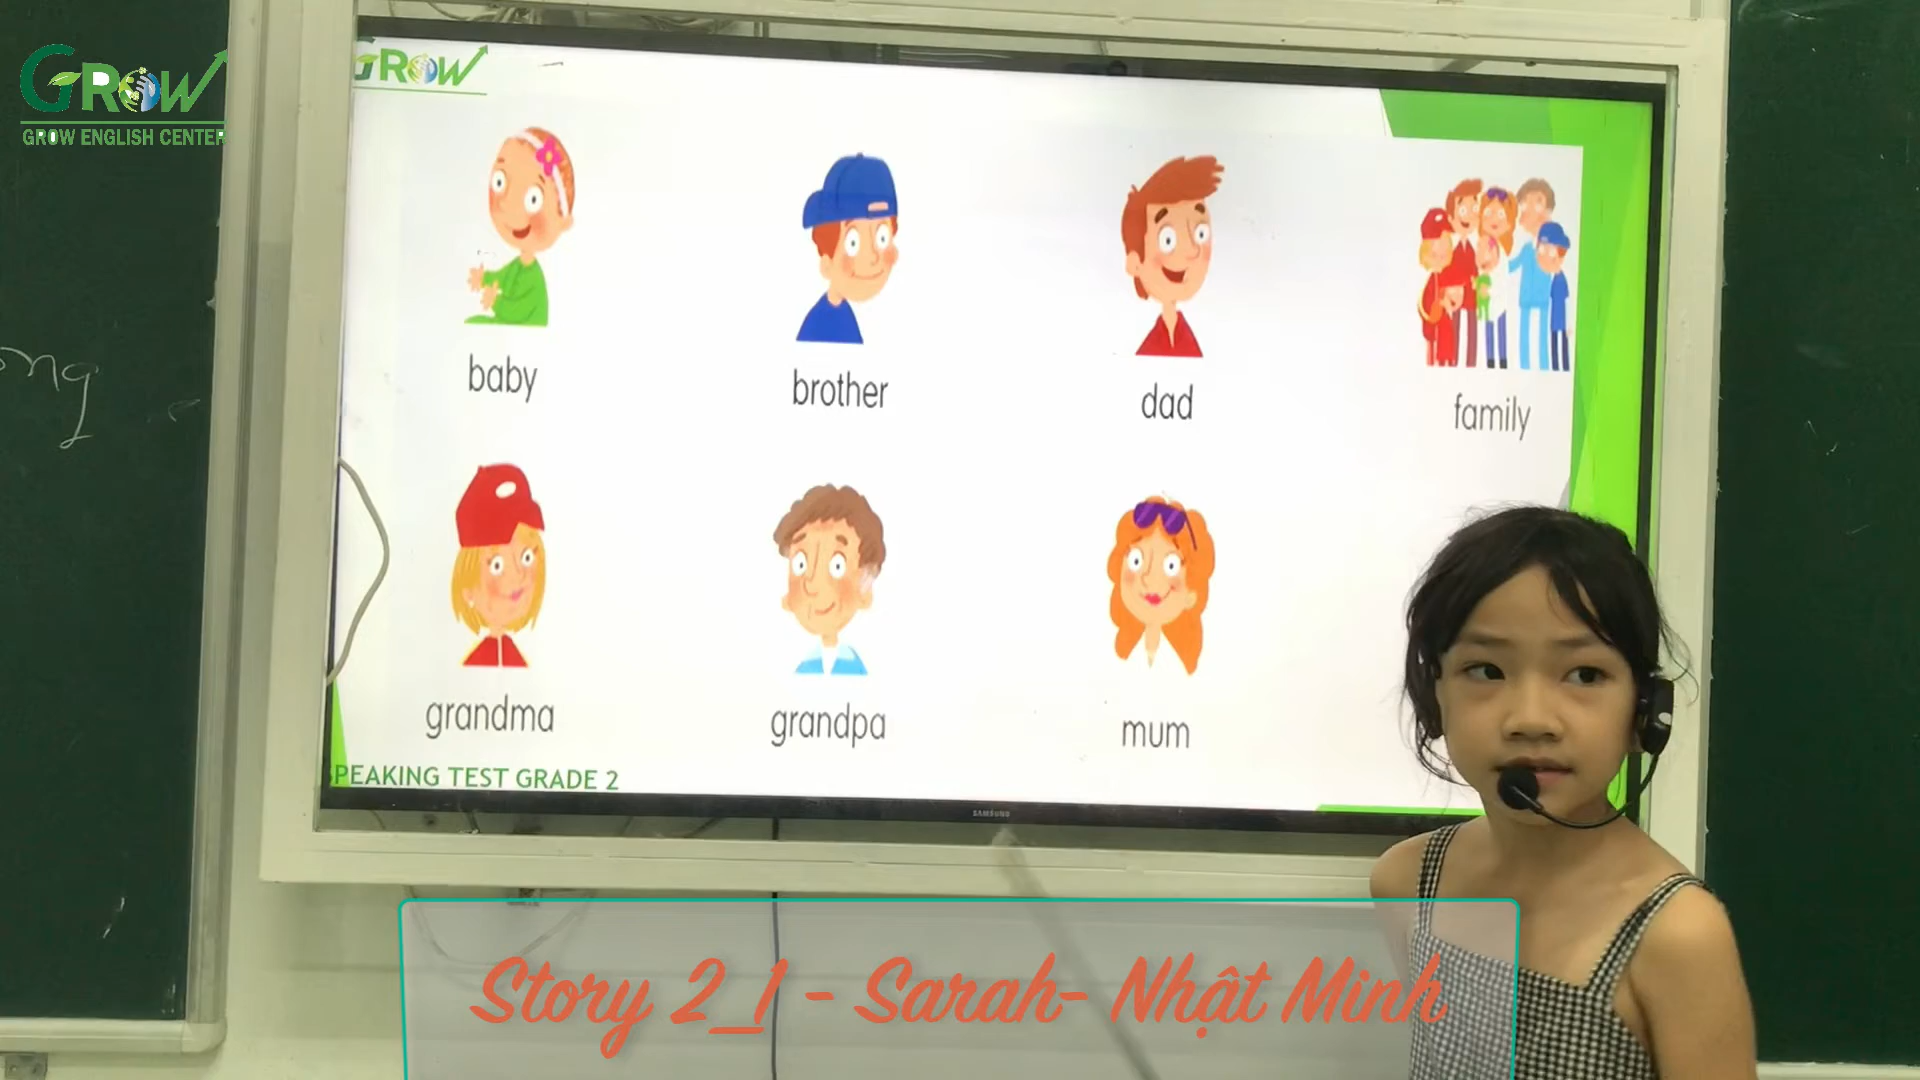 GROW
GROW ENGLISH CENTER
GROW
baby
brother
dad
family
grandma
grandpa
mum
SPEAKING TEST GRADE 2
SAMSUNG
Story 2_1 - Sarah- Nhật Minh